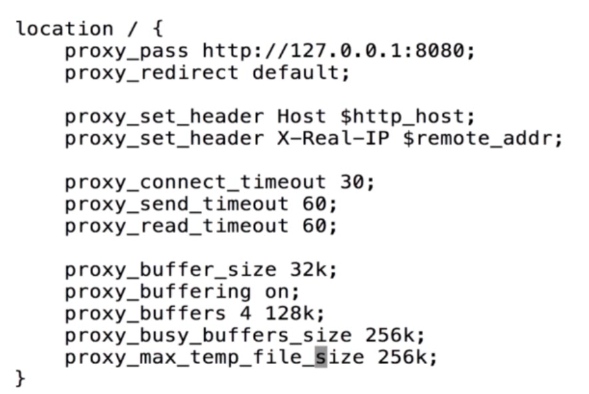 location / {
    proxy_pass http://127.0.0.1:8080;
    proxy_redirect default;

    proxy_set_header Host $http_host;
    proxy_set_header X-Real-IP $remote_addr;

    proxy_connect_timeout 30;
    proxy_send_timeout 60;
    proxy_read_timeout 60;

    proxy_buffer_size 32k;
    proxy_buffering on;
    proxy_buffers 4 128k;
    proxy_busy_buffers_size 256k;
    proxy_max_temp_file_size 256k;
}